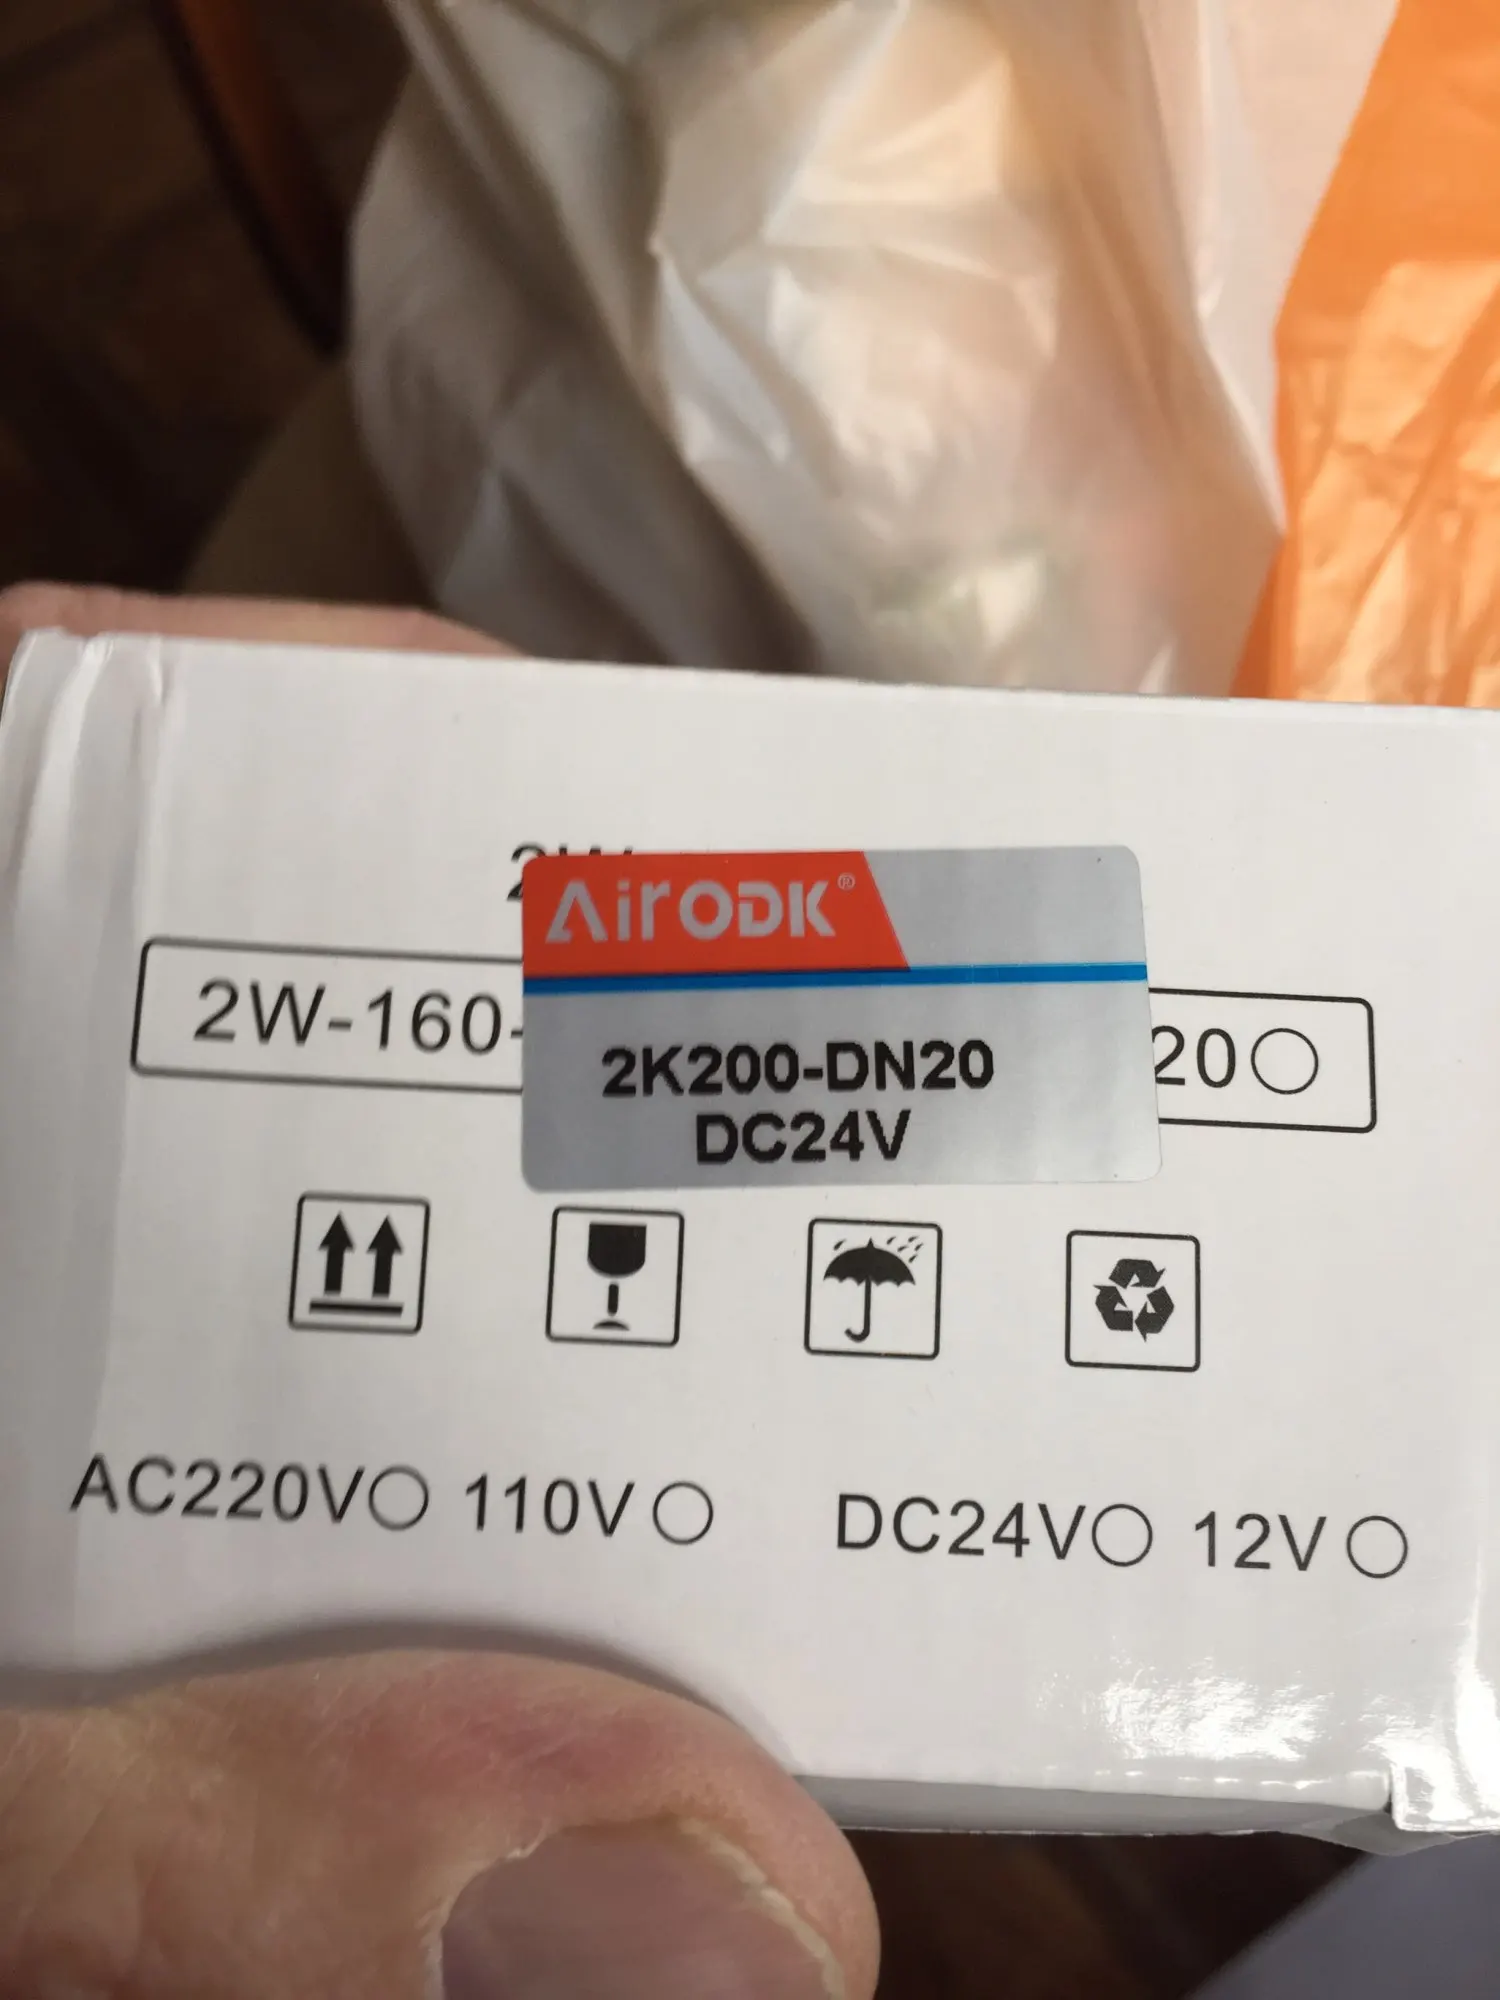 AirODK®
2W-160-
20
2K200-DN20
DC24V
AC220V 110V DC24V 12V